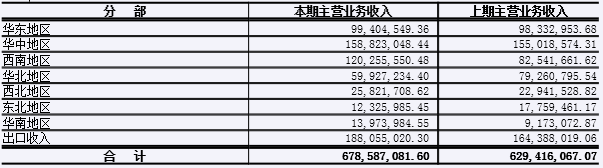 分 部 本期主营业务收入 上期主营业务收入
华东地区 99,404,549.36 98,332,953.68
华中地区 158,823,048.44 155,018,574.31
西南地区 120,255,550.48 82,541,661.62
华北地区 59,927,234.40 79,260,795.54
西北地区 25,821,708.62 22,941,528.82
东北地区 12,325,985.45 17,759,461.17
华南地区 13,973,984.55 9,173,072.87
出口收入 188,055,020.30 164,388,019.06
合 计 678,587,081.60 629,416,067.07